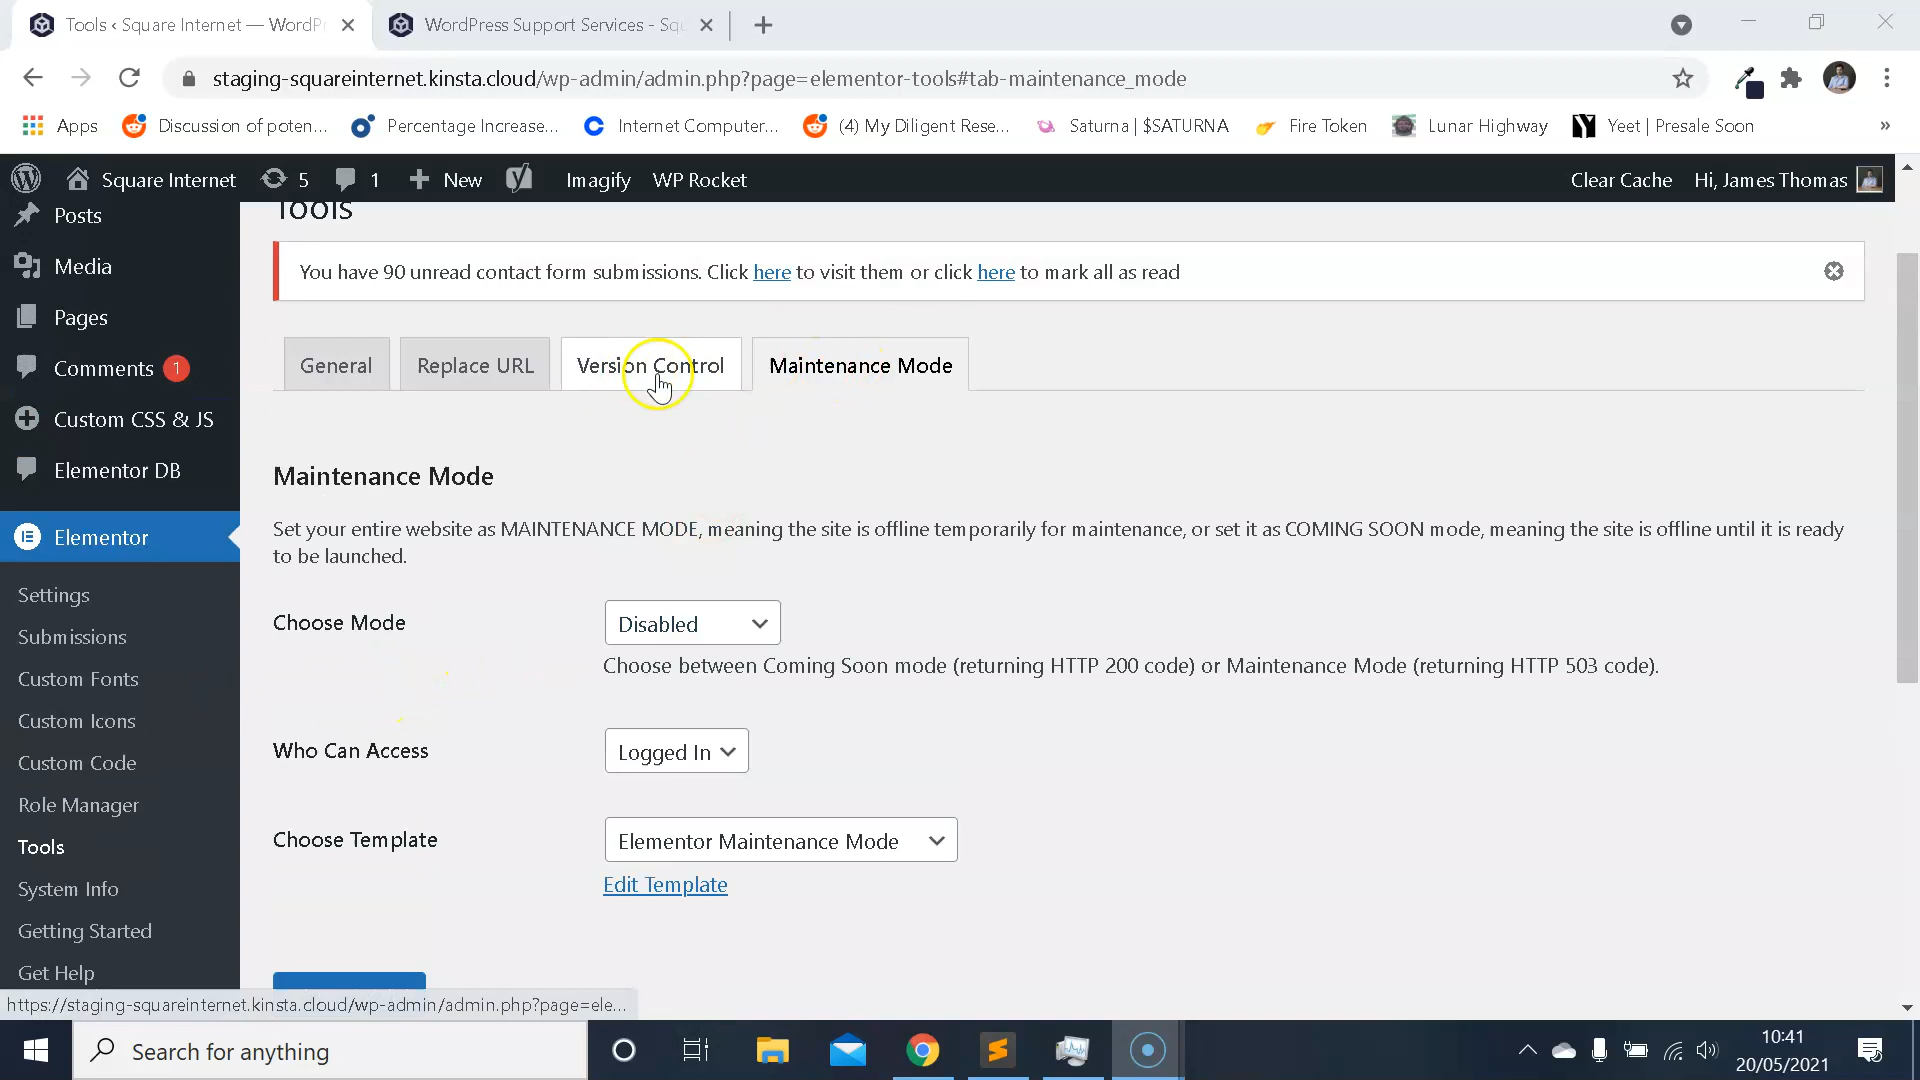 Tools ‹ Square Internet — WordPr
WordPress Support Services - Squ
staging-squareinternet.kinsta.cloud/wp-admin/admin.php?page=elementor-tools#tab-maintenance_mode
Apps
Discussion of poten...
Percentage Increase...
Internet Computer...
(4) My Diligent Rese...
Saturna | $SATURNA
Fire Token
Lunar Highway
Yeet | Presale Soon
»
Square Internet
5
1
New
Imagify
WP Rocket
Clear Cache
Hi, James Thomas
Posts
Media
Pages
Comments 1
Custom CSS & JS
Elementor DB
Elementor
Settings
Submissions
Custom Fonts
Custom Icons
Custom Code
Role Manager
Tools
System Info
Getting Started
Get Help
Tools
You have 90 unread contact form submissions. Click here to visit them or click here to mark all as read
General
Replace URL
Version Control
Maintenance Mode
Maintenance Mode
Set your entire website as MAINTENANCE MODE, meaning the site is offline temporarily for maintenance, or set it as COMING SOON mode, meaning the site is offline until it is ready
to be launched.
Choose Mode
Disabled
Choose between Coming Soon mode (returning HTTP 200 code) or Maintenance Mode (returning HTTP 503 code).
Who Can Access
Logged In
Choose Template
Elementor Maintenance Mode
Edit Template
https://staging-squareinternet.kinsta.cloud/wp-admin/admin.php?page=ele...
Search for anything
10:41
20/05/2021